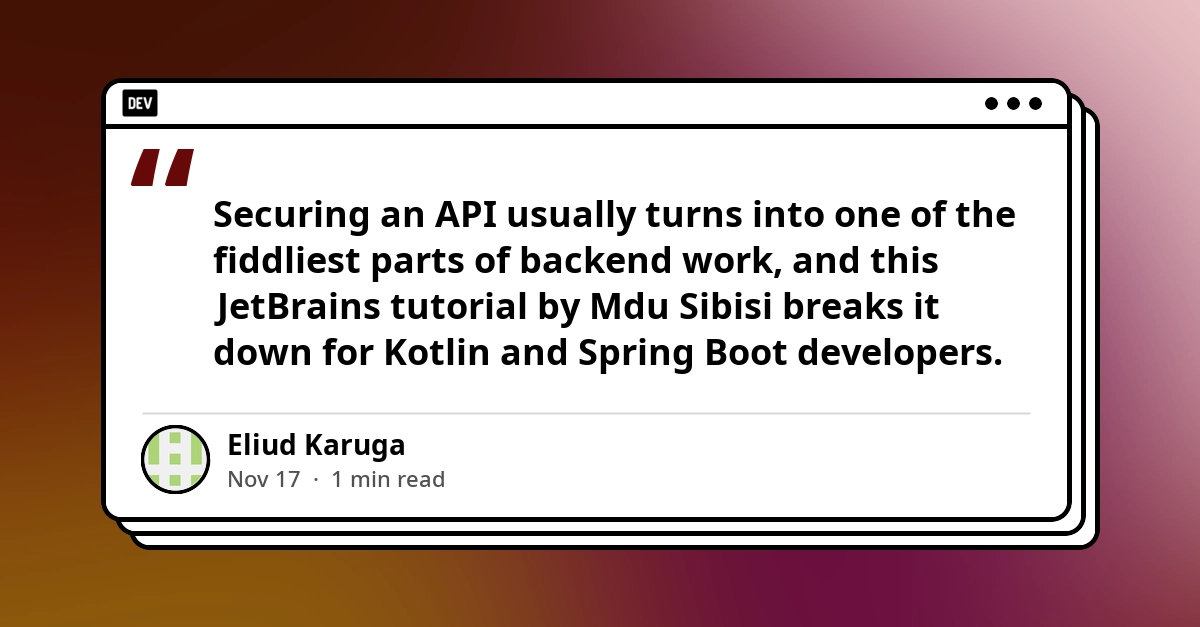 DEV
“
Securing an API usually turns into one of the
fiddliest parts of backend work, and this
JetBrains tutorial by Mdu Sibisi breaks it
down for Kotlin and Spring Boot developers.
Eliud Karuga
Nov 17 · 1 min read